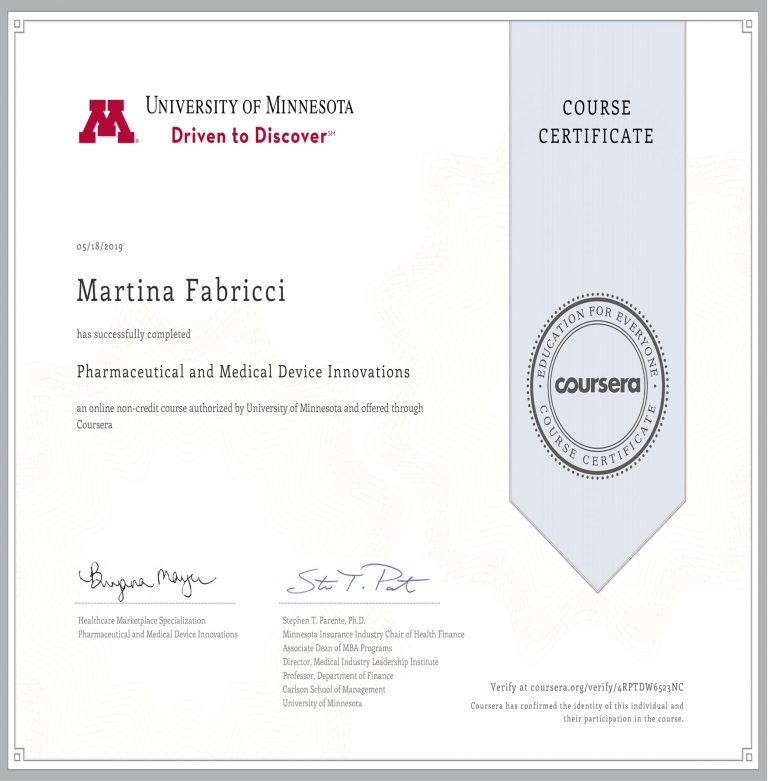 UNIVERSITY OF MINNESOTA
Driven to Discover℠
COURSE
CERTIFICATE
05/18/2019
Martina Fabricci
has successfully completed
Pharmaceutical and Medical Device Innovations
an online non-credit course authorized by University of Minnesota and offered through
Coursera
EDUCATION FOR EVERYONE
coursera
COURSE CERTIFICATE
Healthcare Marketplace Specialization
Pharmaceutical and Medical Device Innovations
Stephen T. Parente, Ph.D.
Minnesota Insurance Industry Chair of Health Finance
Associate Dean of MBA Programs
Director, Medical Industry Leadership Institute
Professor, Department of Finance
Carlson School of Management
University of Minnesota
Verify at coursera.org/verify/4RPTDW6523NC
Coursera has confirmed the identity of this individual and
their participation in the course.